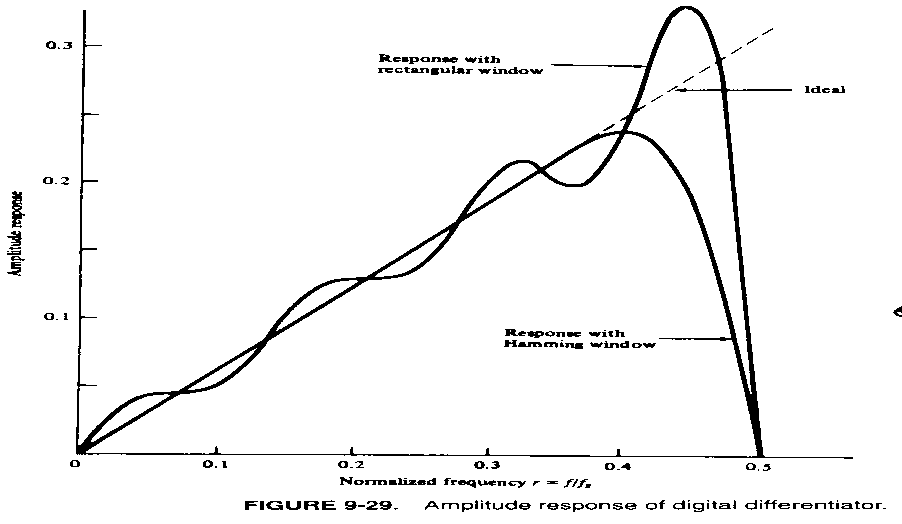 0.3
Response with
rectangular window
Ideal
0.2
Amplitude response
0.1
Response with
Hamming window
0
0.1
0.2
0.3
0.4
0.5
Normalized frequency r = f/fs
FIGURE 9-29. Amplitude response of digital differentiator.